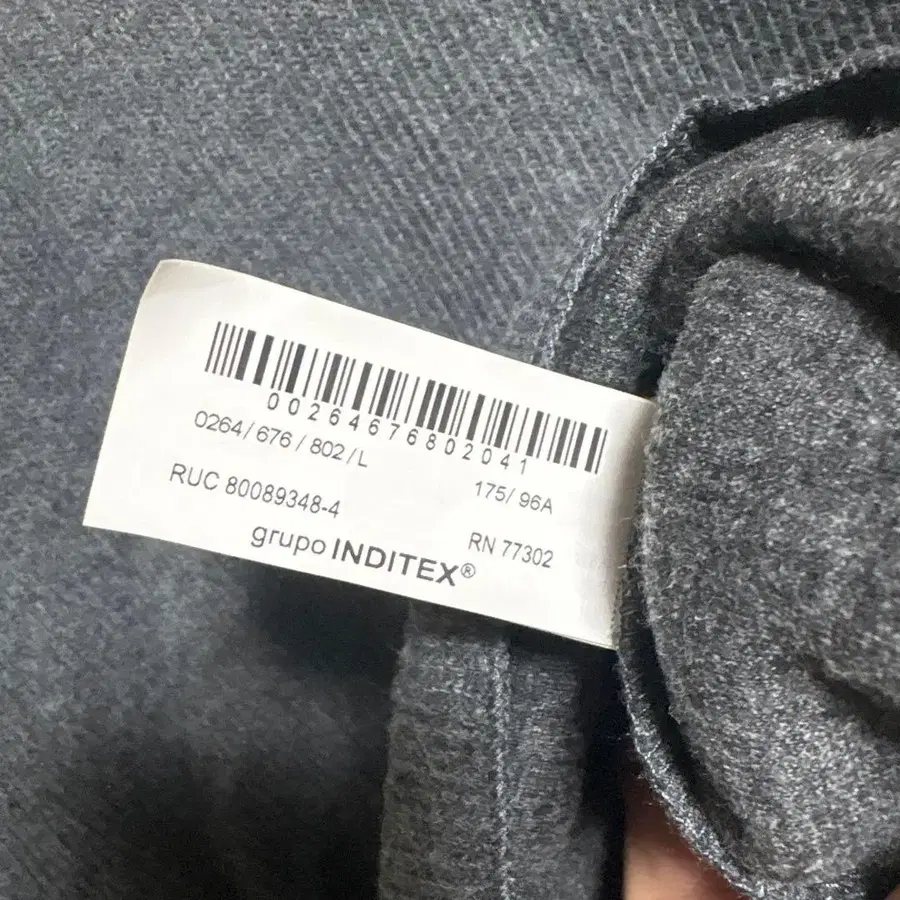 0026467680204 1
0264/676/802/L
175/96A
RUC 80089348-4
RN 77302
grupo INDITEX®